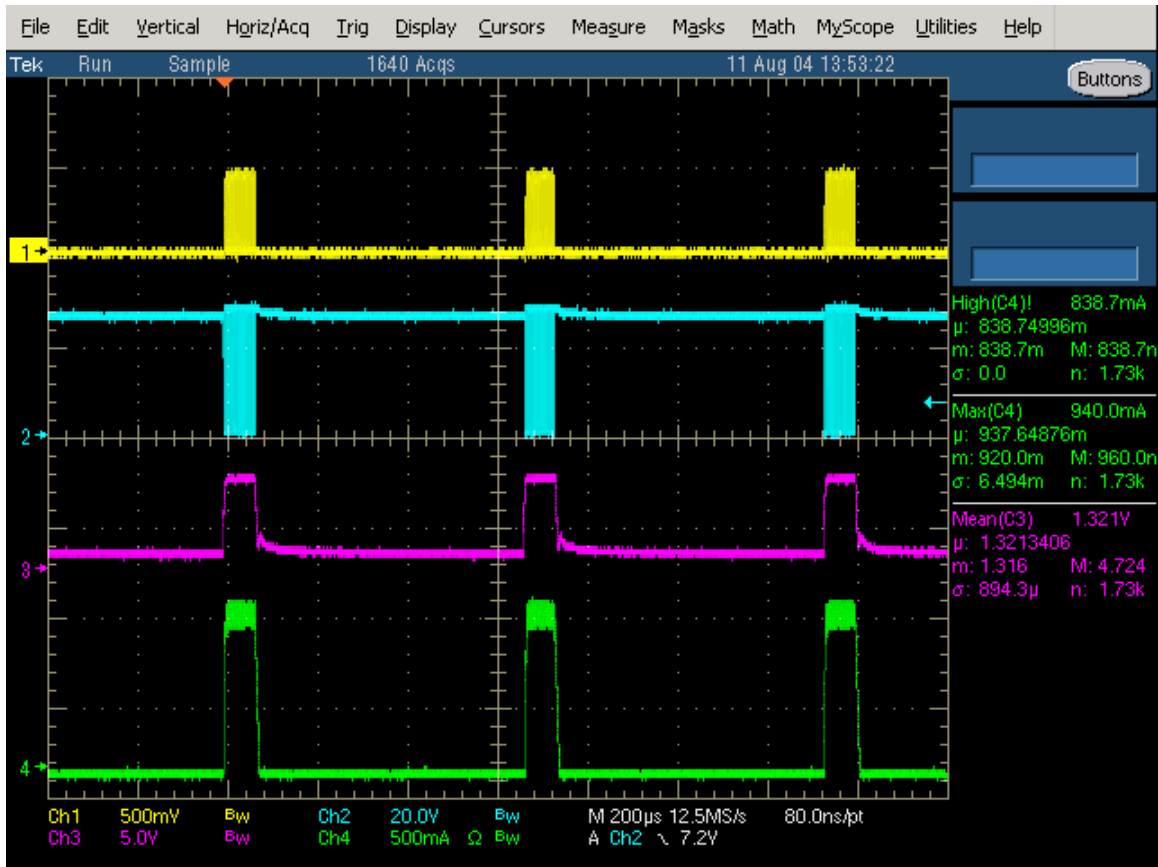 File Edit Vertical Horiz/Acq Trig Display Cursors Measure Masks Math MyScope Utilities Help
Tek Run Sample 1640 Acqs 11 Aug 04 13:53:22
Buttons
1
2
3
4
High(C4)! 838.7mA
µ: 838.74996m
m: 838.7m M: 838.7n
σ: 0.0 n: 1.73k
Max(C4) 940.0mA
µ: 937.64876m
m: 920.0m M: 960.0n
σ: 6.494m n: 1.73k
Mean(C3) 1.321V
µ: 1.3213406
m: 1.316 M: 4.724
σ: 894.3µ n: 1.73k
Ch1 500mV BW Ch2 20.0V BW M 200µs 12.5MS/s 80.0ns/pt
Ch3 5.0V BW Ch4 500mA Ω BW A Ch2 \ 7.2V